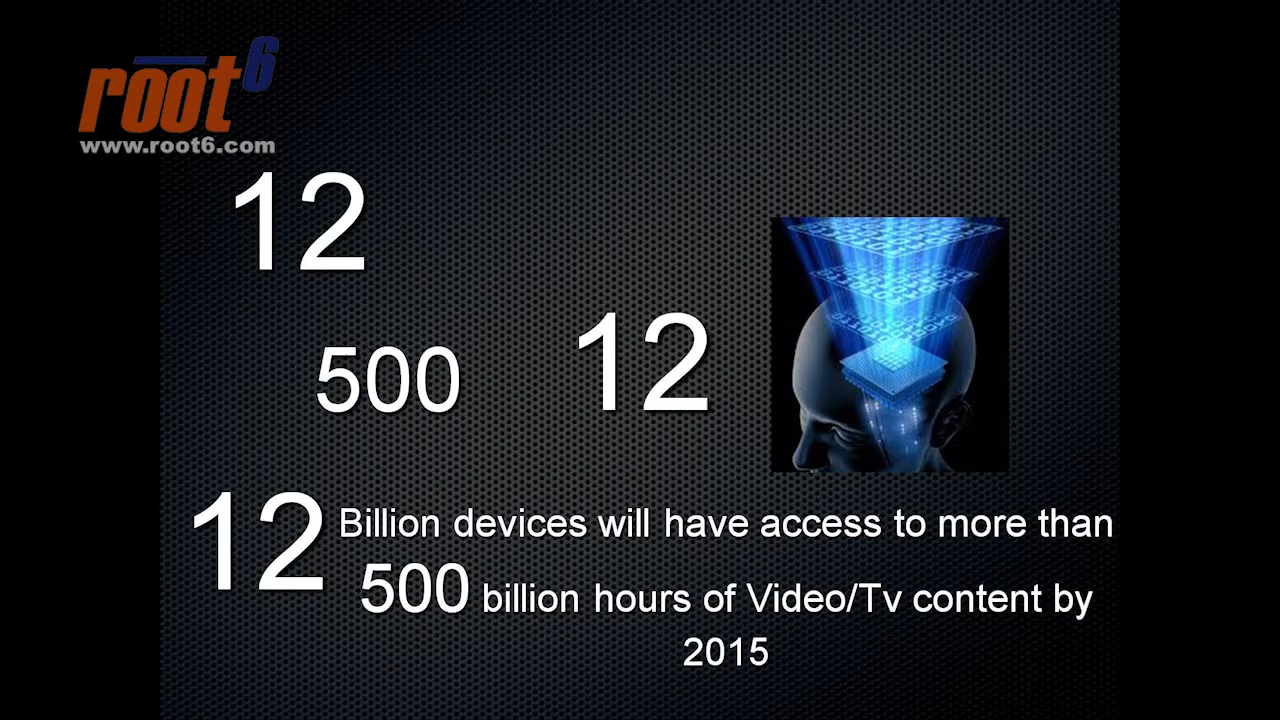 root6
www.root6.com
12
500
12
12 Billion devices will have access to more than
500 billion hours of Video/Tv content by
2015